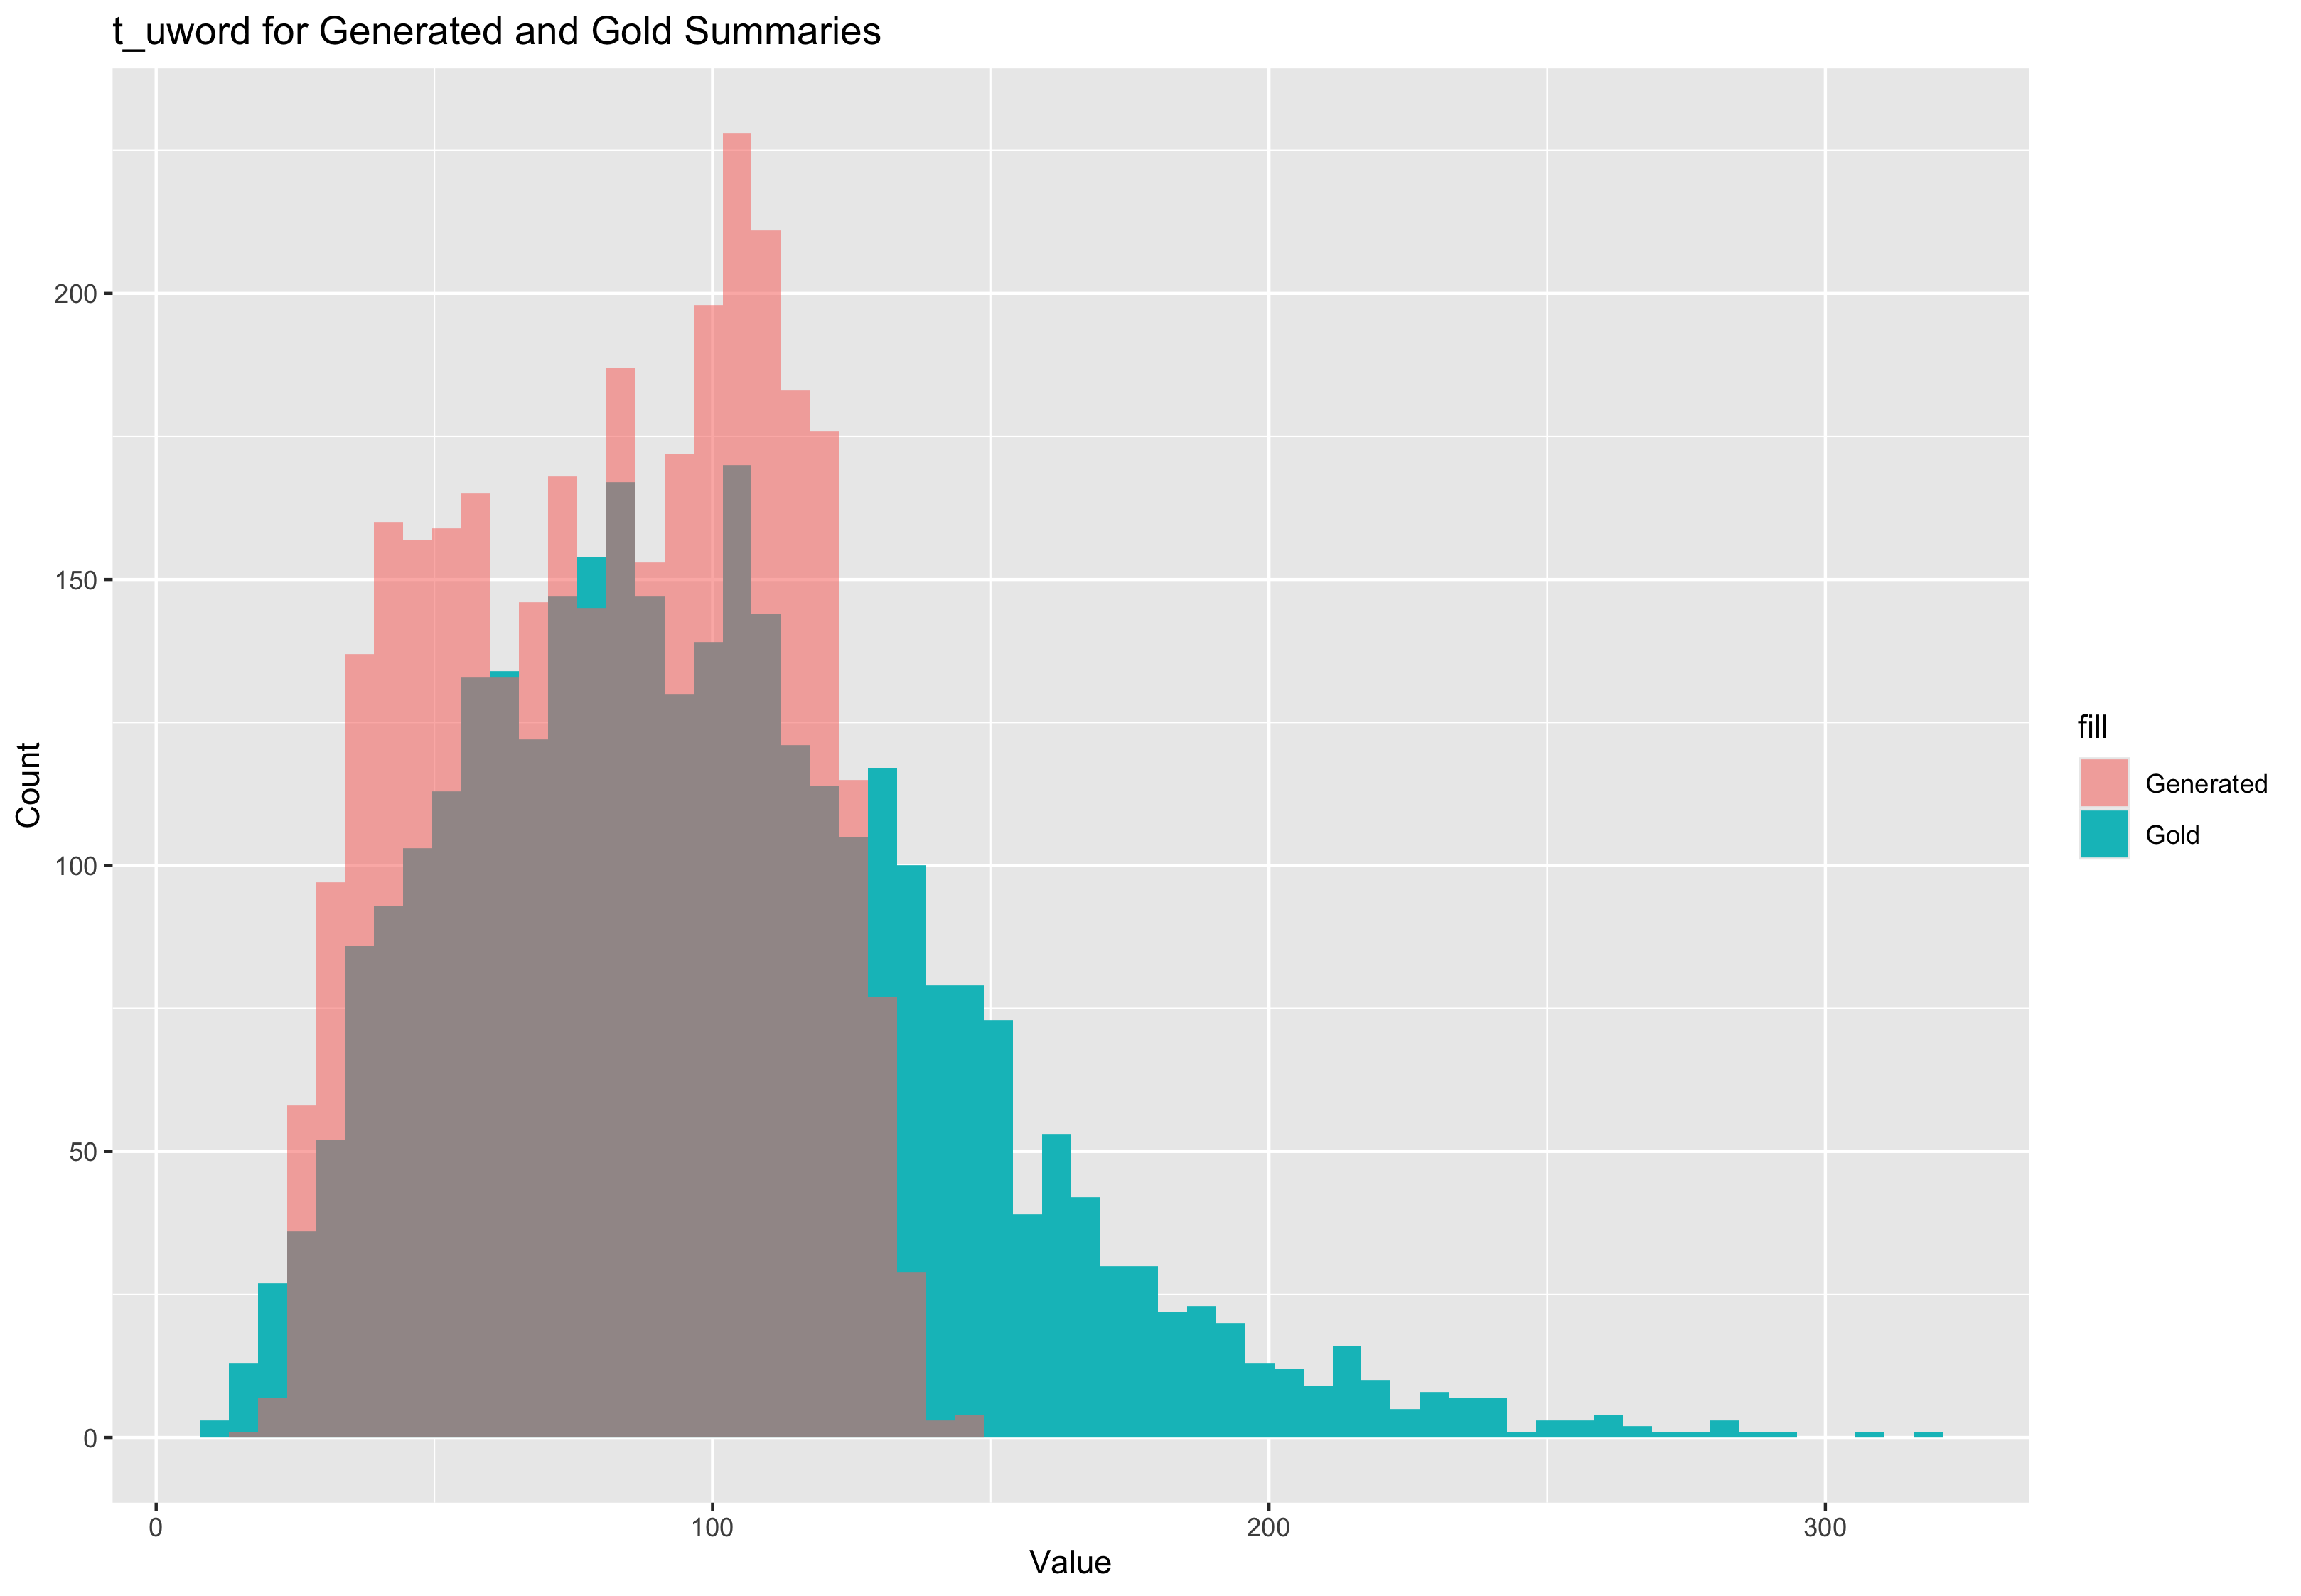 t_uword for Generated and Gold Summaries
200
150
100
50
0
Count
0 100 200 300
Value
fill
Generated
Gold